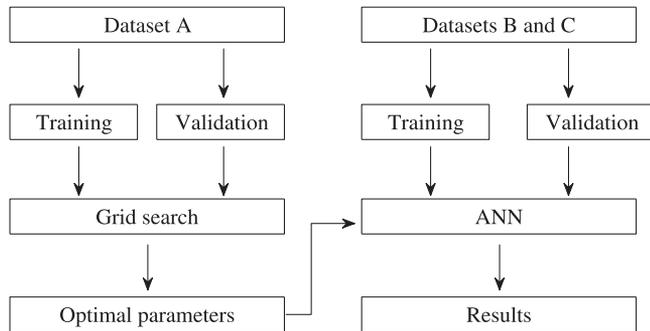 Dataset A
Datasets B and C
Training
Validation
Training
Validation
Grid search
ANN
Optimal parameters
Results